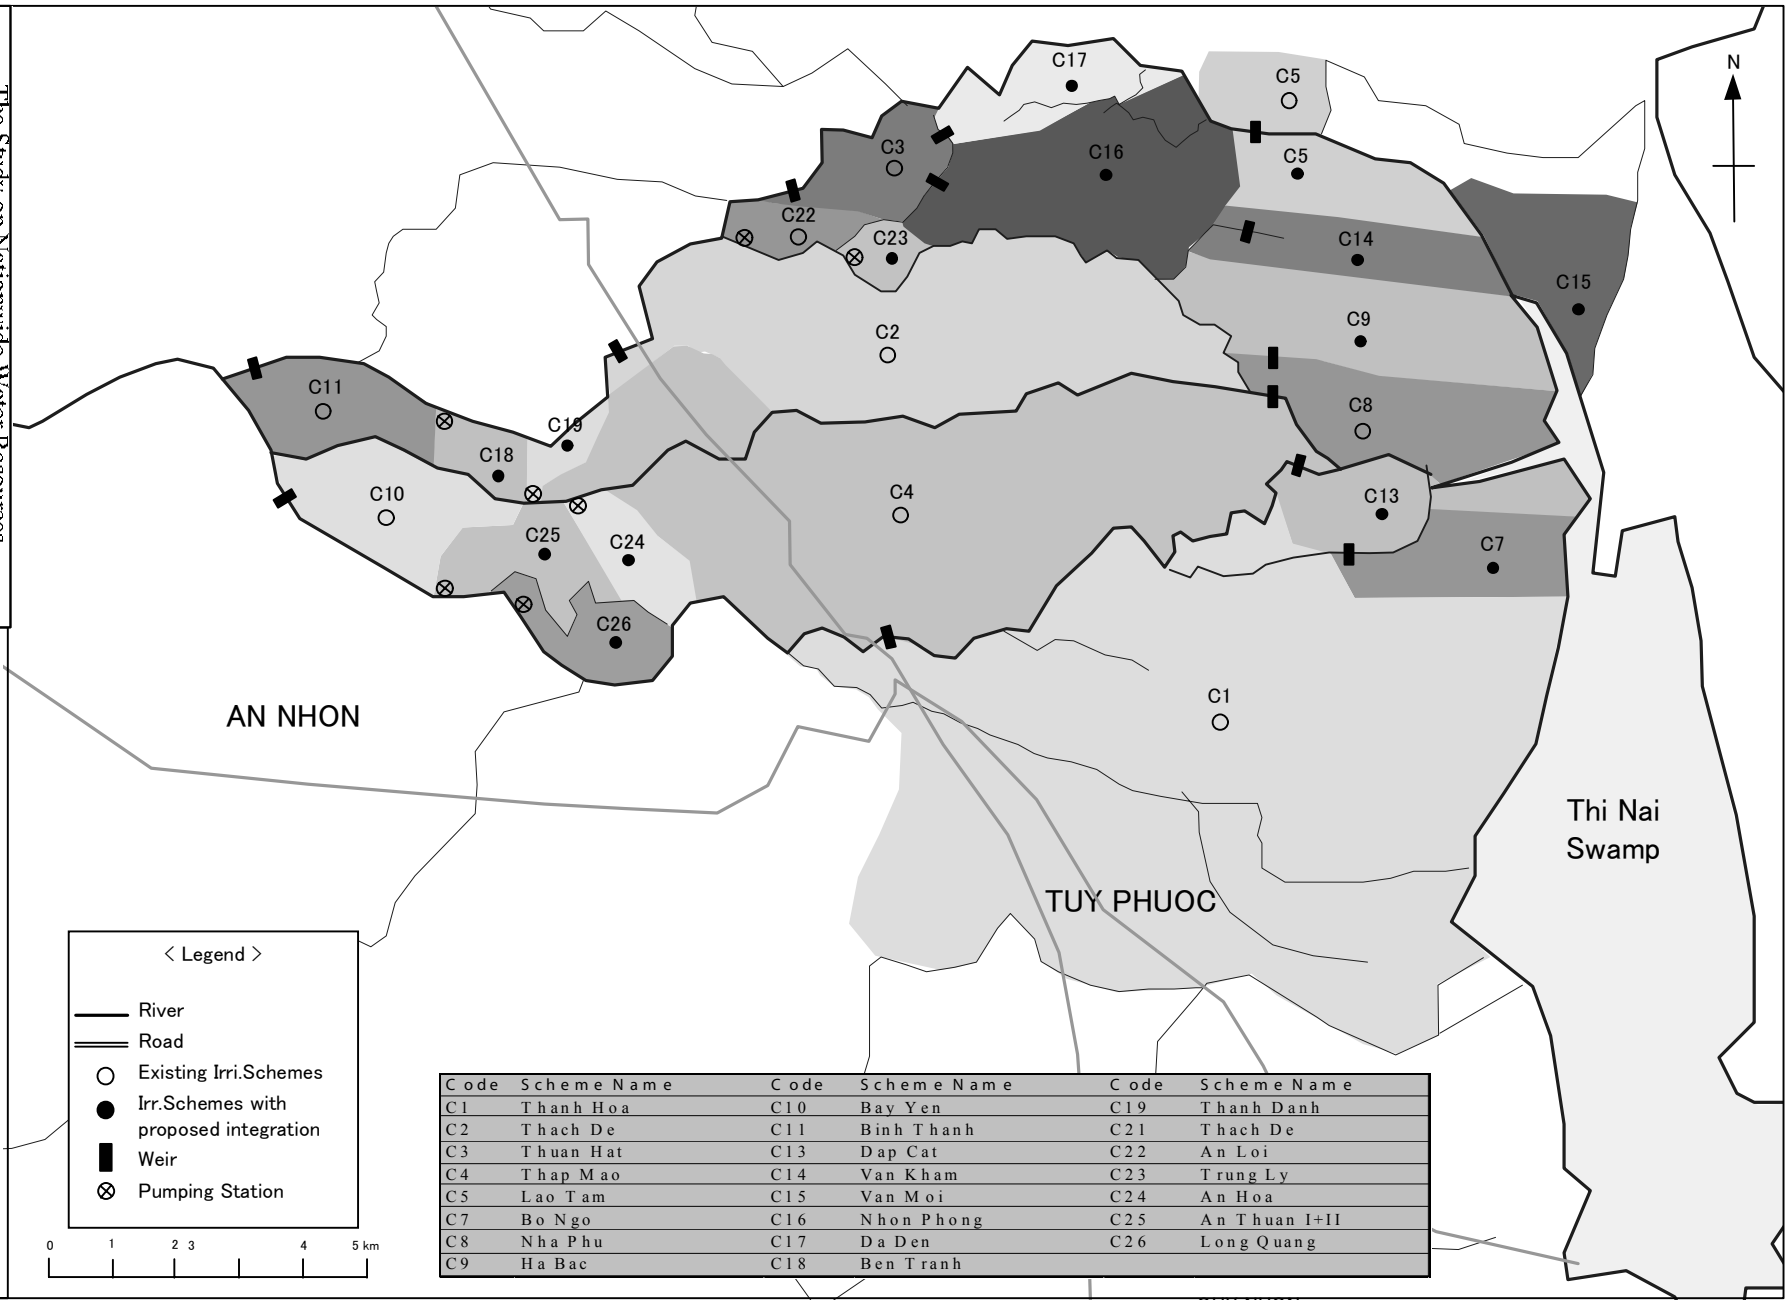 The Study on Nationwide Water Resources
N
C17
C5
C3
C16
C5
C22
C23
C14
C15
C2
C9
C11
C19
C8
C18
C10
C4
C13
C25
C24
C7
C26
C1
AN NHON
Thi Nai
Swamp
TUY PHUOC
< Legend >
River
Road
Existing Irri.Schemes
Irr.Schemes with
proposed integration
Weir
Pumping Station
0 1 2 3 4 5 km
Code Scheme Name Code Scheme Name Code Scheme Name
C1 Thanh Hoa C10 Bay Yen C19 Thanh Danh
C2 Thach De C11 Binh Thanh C21 Thach De
C3 Thuan Hat C13 Dap Cat C22 An Loi
C4 Thap Mao C14 Van Kham C23 Trung Ly
C5 Lao Tam C15 Van Moi C24 An Hoa
C7 Bo Ngo C16 Nhon Phong C25 An Thuan I+II
C8 Nha Phu C17 Da Den C26 Long Quang
C9 Ha Bac C18 Ben Tranh